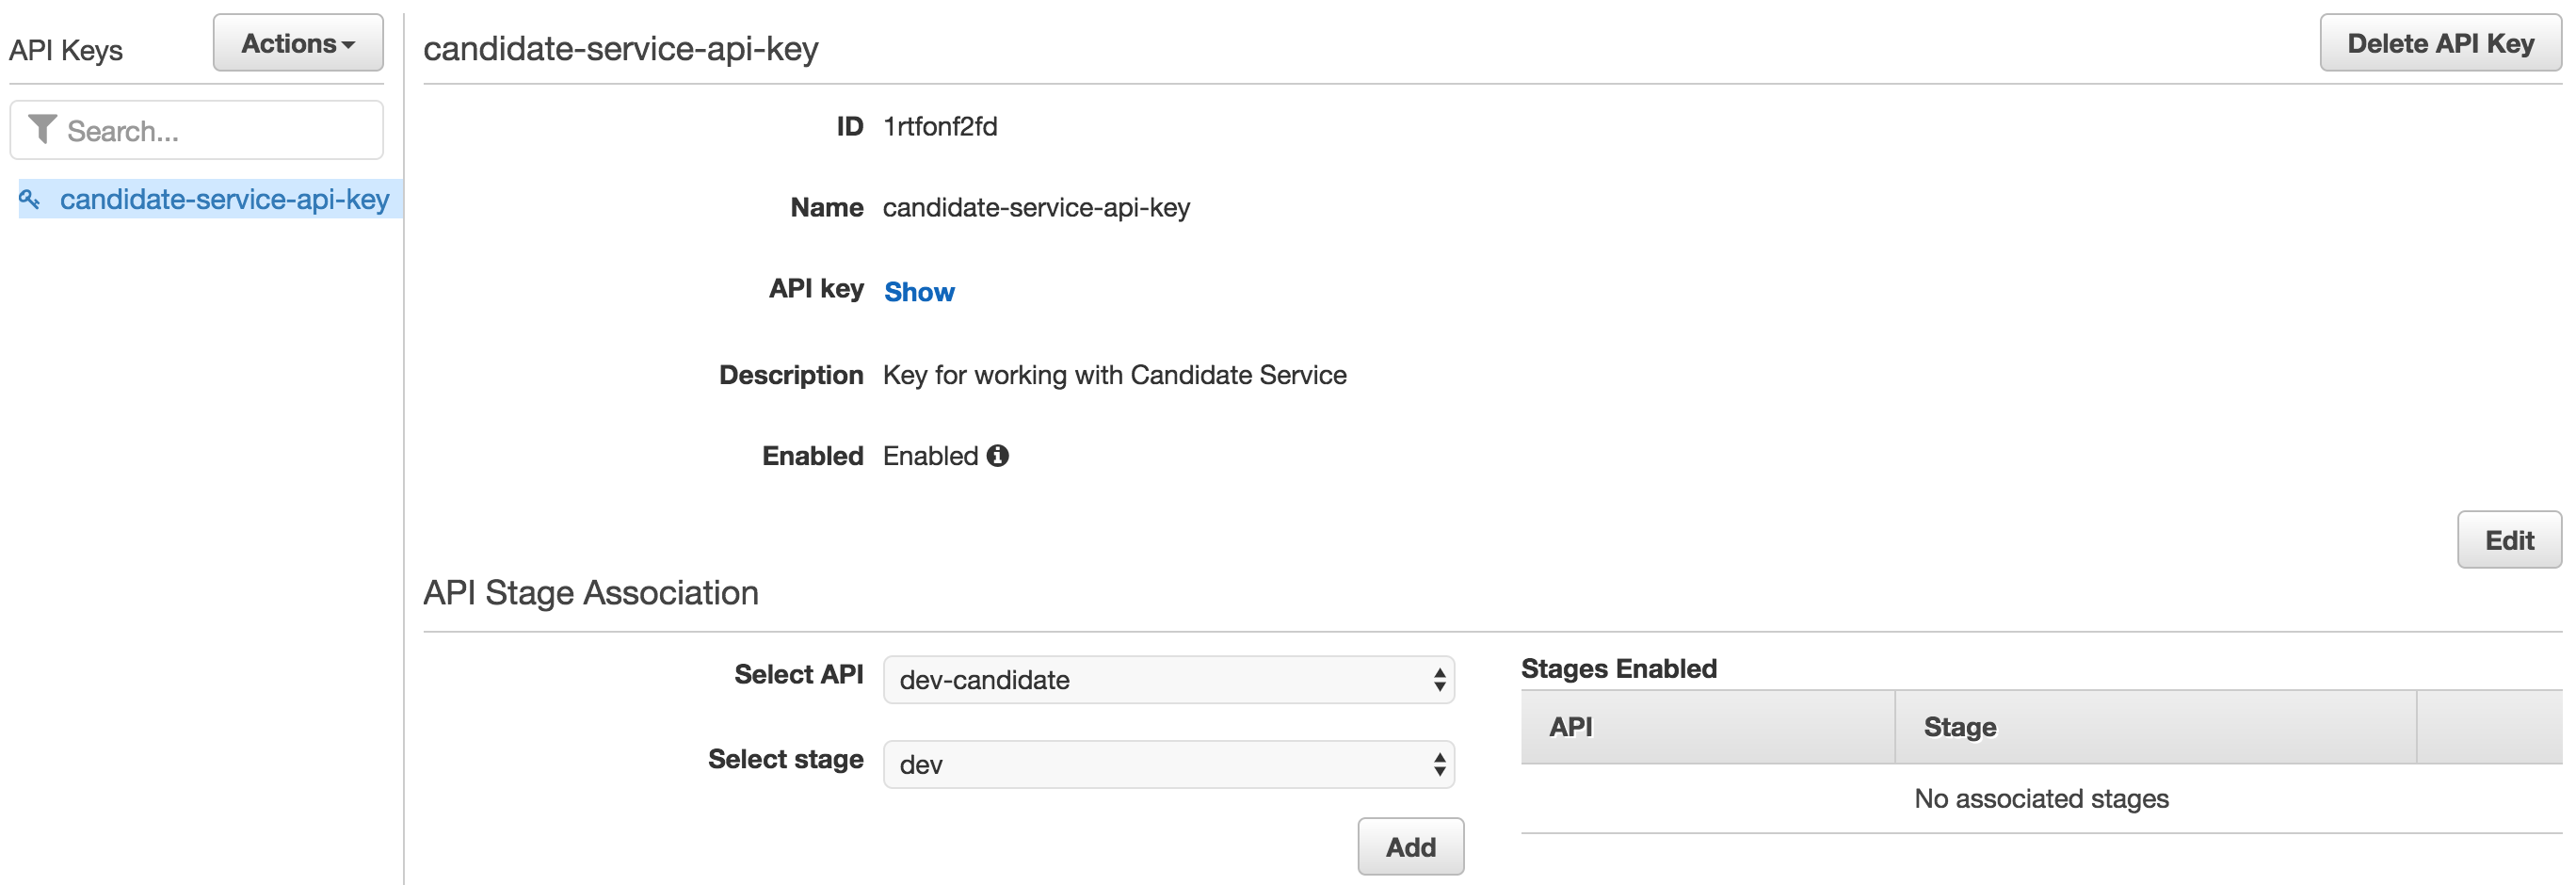 API Keys
Actions
Search...
candidate-service-api-key
candidate-service-api-key
Delete API Key
ID 1rtfonf2fd
Name candidate-service-api-key
API key Show
Description Key for working with Candidate Service
Enabled Enabled
Edit
API Stage Association
Select API dev-candidate
Select stage dev
Add
Stages Enabled
API Stage
No associated stages